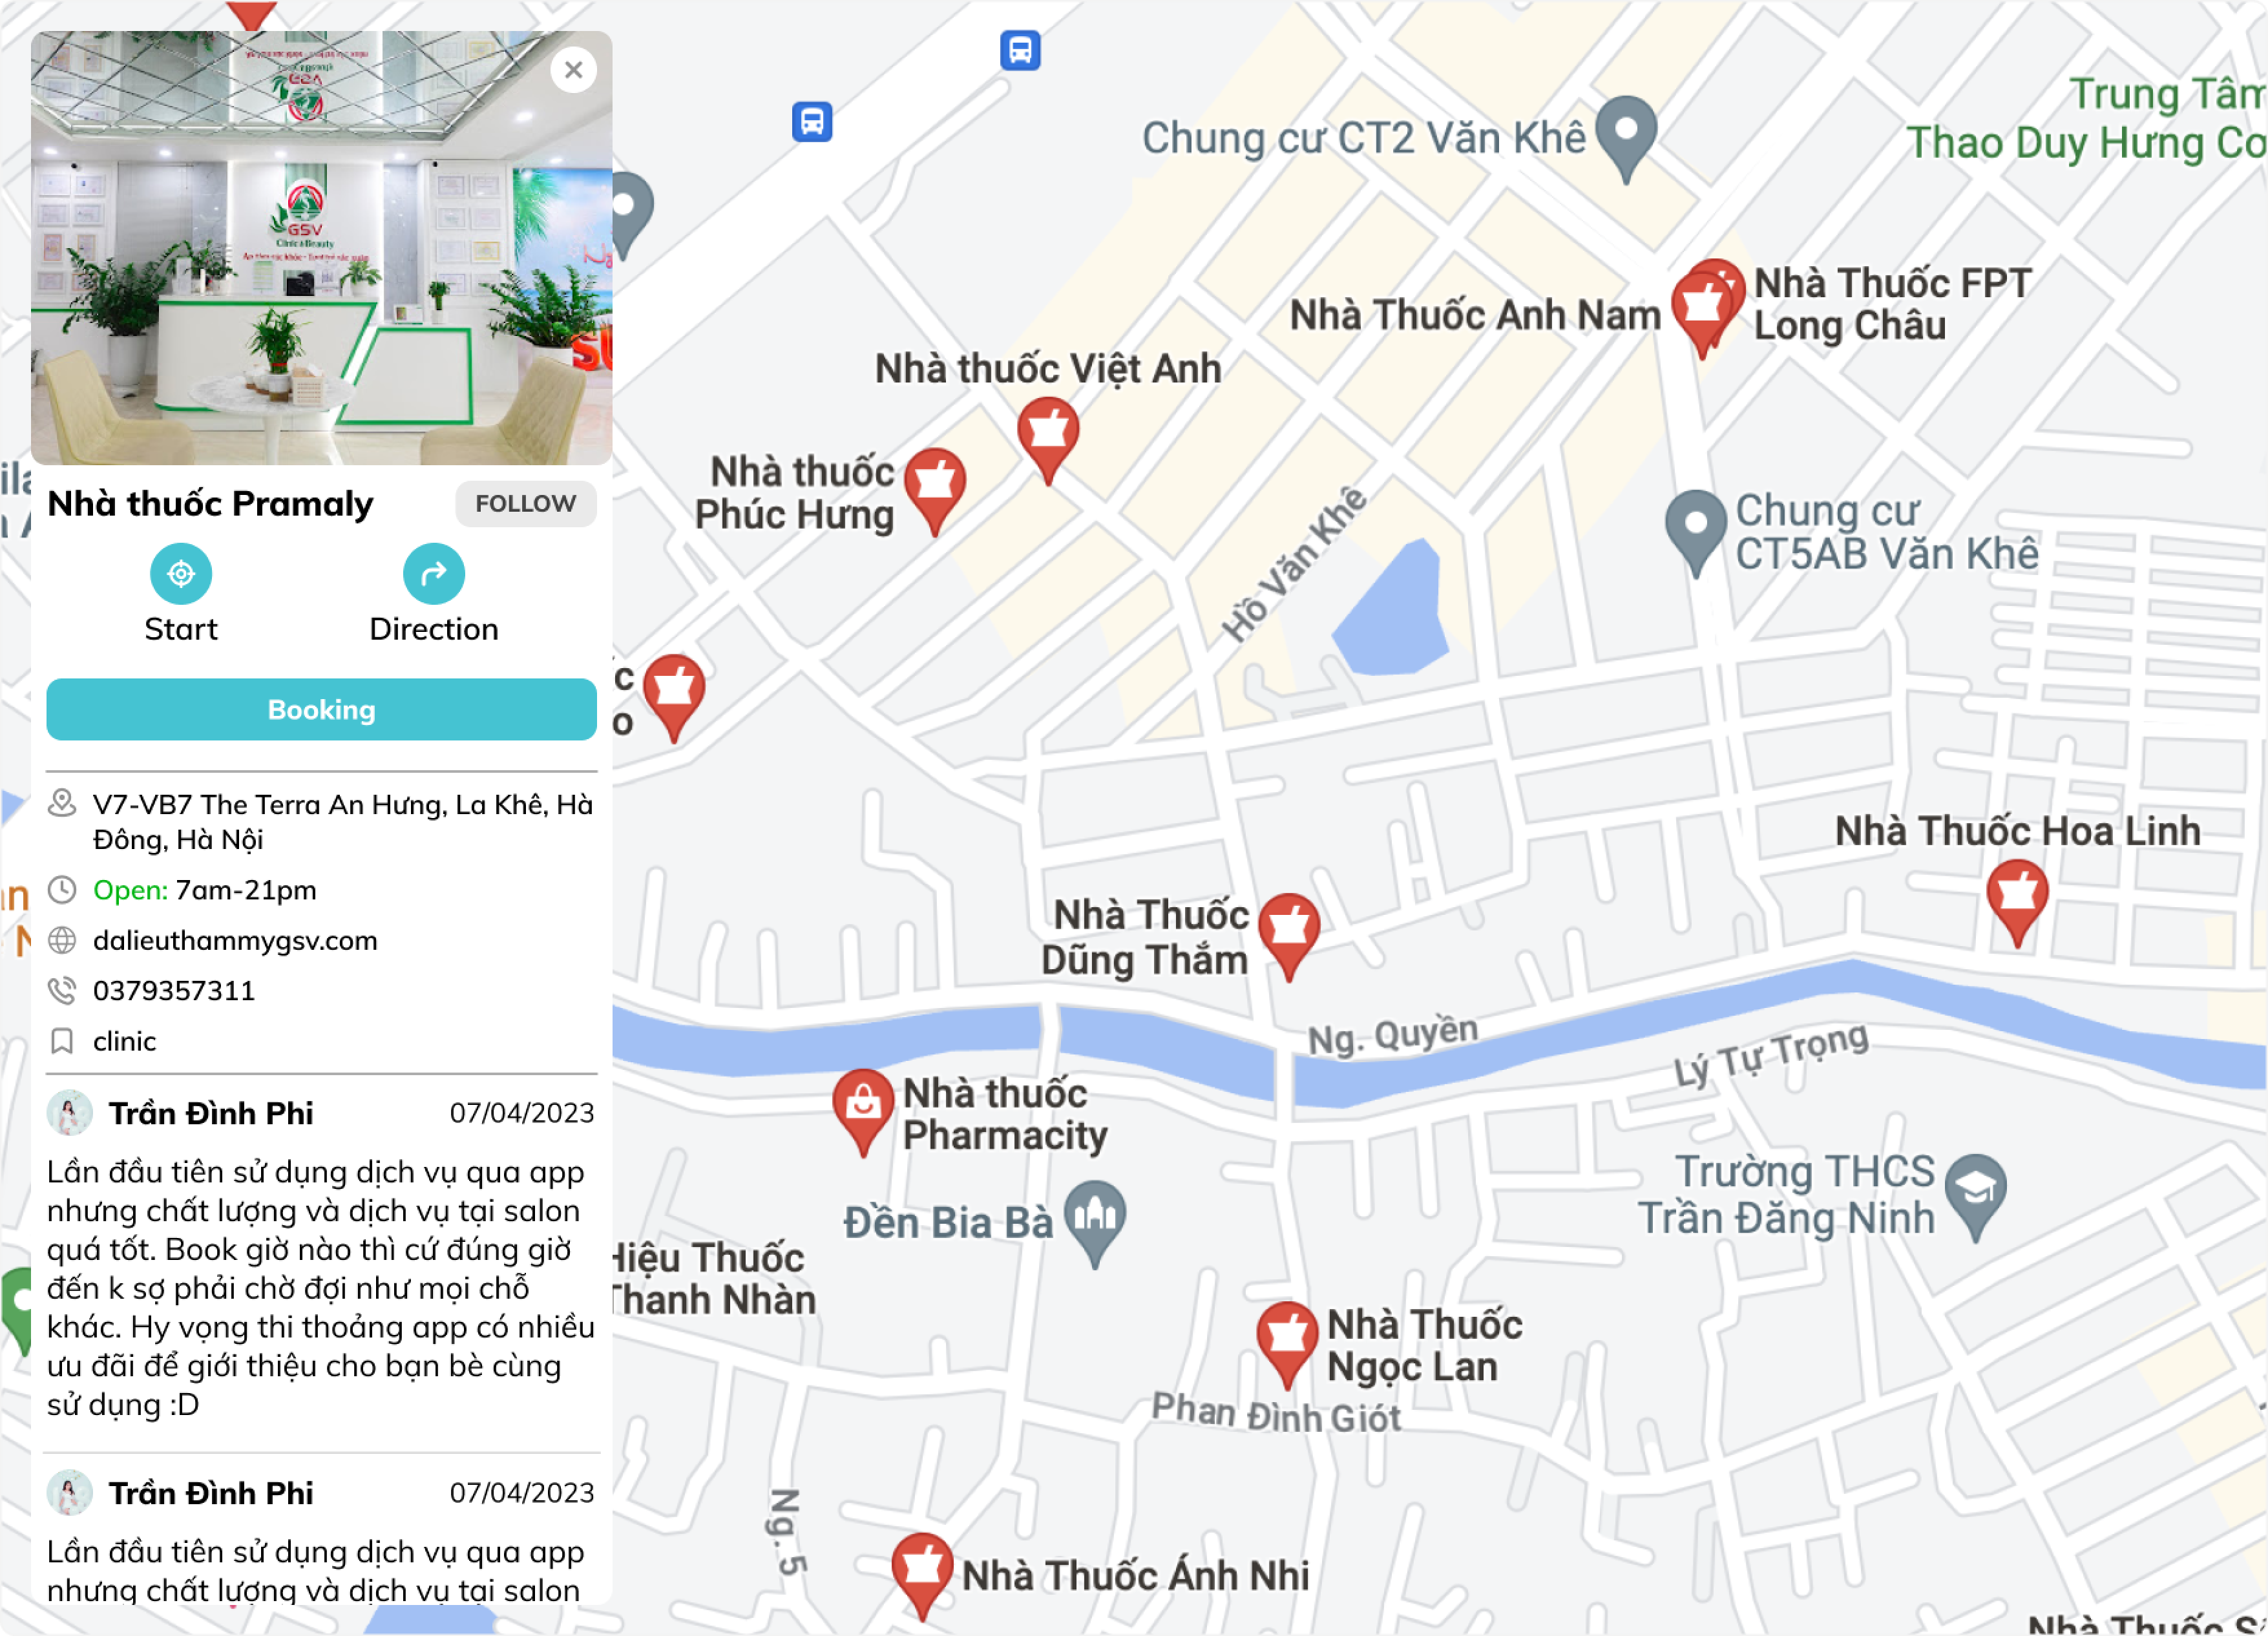 GSV
Clinic & Beauty
Nhà thuốc Pramaly
FOLLOW
Start
Direction
Booking
V7-VB7 The Terra An Hưng, La Khê, Hà
Đông, Hà Nội
Open: 7am-21pm
dalieuthammygsv.com
0379357311
clinic
Trần Đình Phi
07/04/2023
Lần đầu tiên sử dụng dịch vụ qua app
nhưng chất lượng và dịch vụ tại salon
quá tốt. Book giờ nào thì cứ đúng giờ
đến k sợ phải chờ đợi như mọi chỗ
khác. Hy vọng thi thoảng app có nhiều
ưu đãi để giới thiệu cho bạn bè cùng
sử dụng :D
Trần Đình Phi
07/04/2023
Lần đầu tiên sử dụng dịch vụ qua app
nhưng chất lượng và dịch vụ tại salon
Chung cư CT2 Văn Khê
Trung Tâm
Thao Duy Hưng Co
Nhà Thuốc Anh Nam
Nhà Thuốc FPT
Long Châu
Nhà thuốc Việt Anh
Nhà thuốc
Phúc Hưng
Hồ Văn Khê
Chung cư
CT5AB Văn Khê
Nhà Thuốc Hoa Linh
Nhà Thuốc
Dũng Thắm
Ng. Quyền
Lý Tự Trọng
Nhà thuốc
Pharmacity
Đền Bia Bà
Trường THCS
Trần Đăng Ninh
Hiệu Thuốc
Thanh Nhàn
Nhà Thuốc
Ngọc Lan
Phan Đình Giót
Ng. 5
Nhà Thuốc Ánh Nhi
Nhà Thuốc